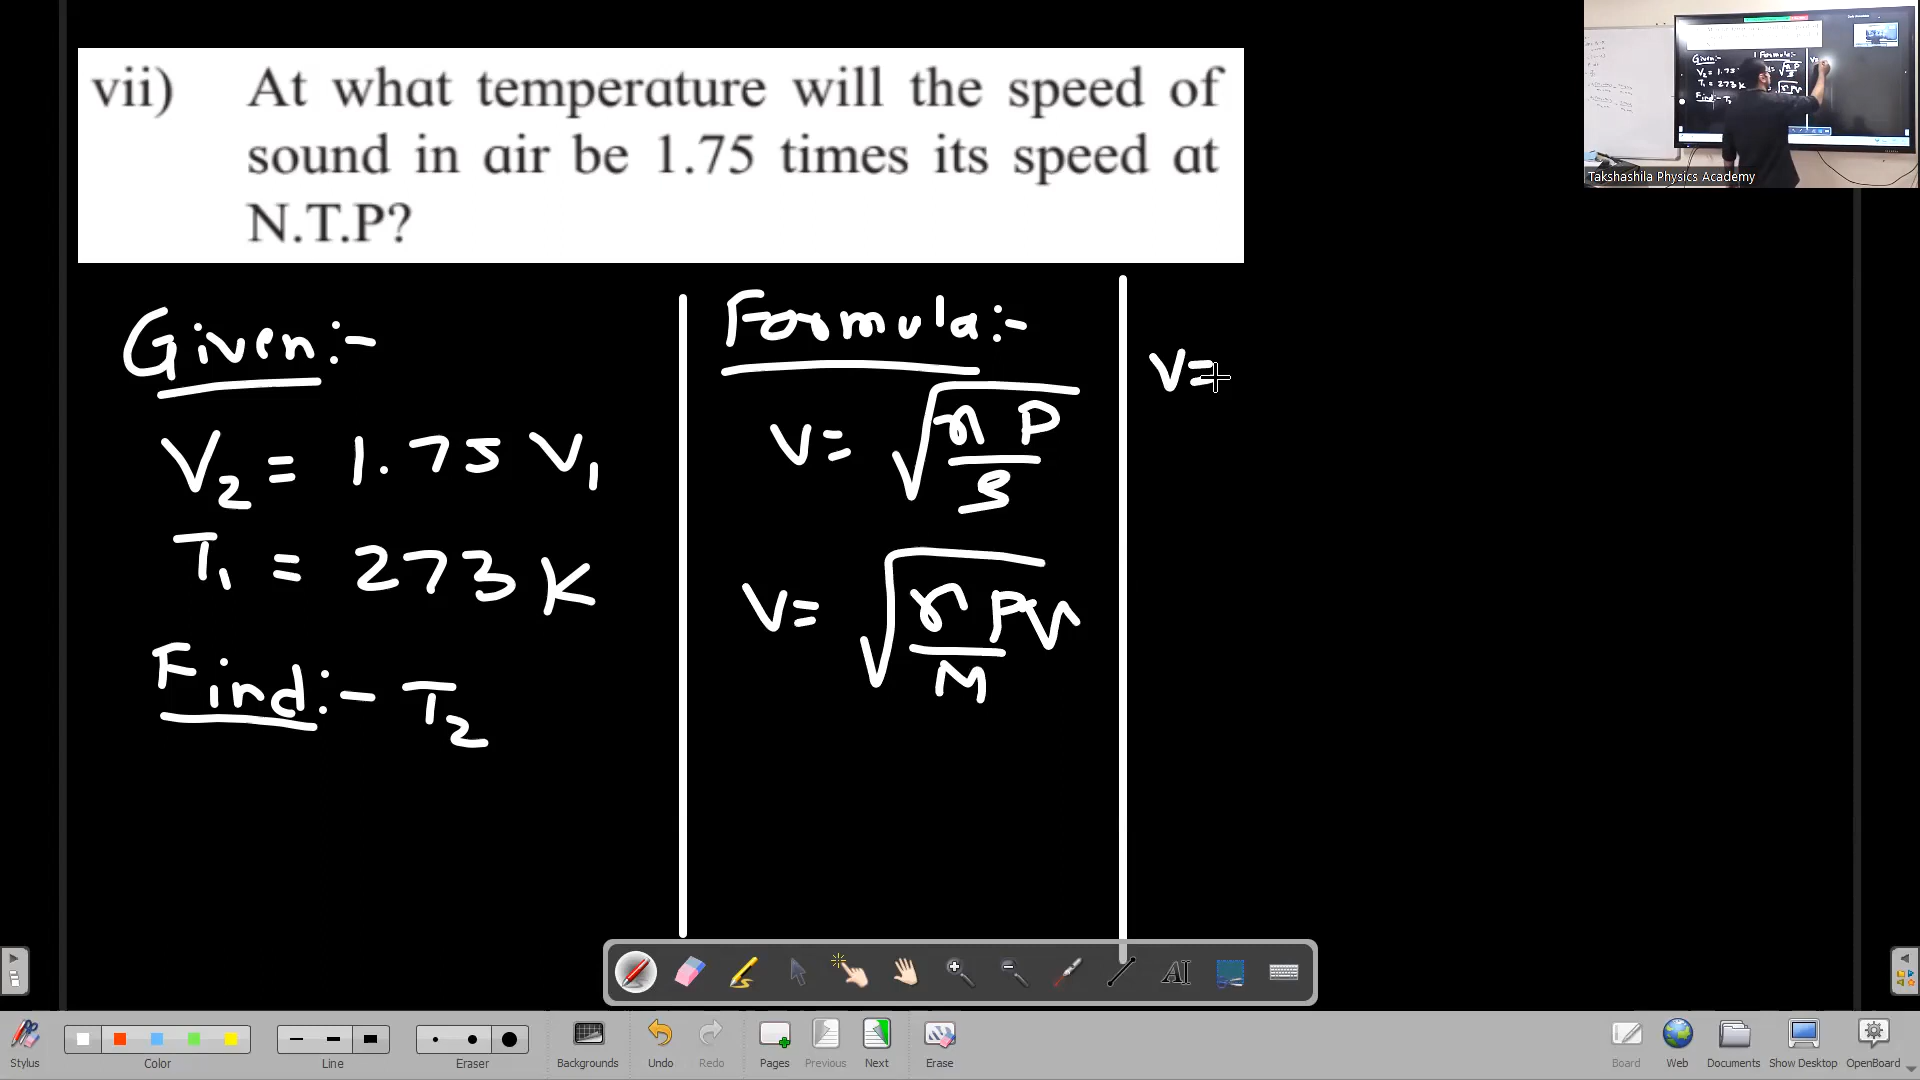 vii) At what temperature will the speed of
sound in air be 1.75 times its speed at
N.T.P?
Given:-
V₂ = 1.75 V₁
T₁ = 273 K
Find:- T₂
Formula:-
V= √(γ P / ρ)
V= √(γ PV / M)
V=
Takshashila Physics Academy
Stylus
Color
Line
Eraser
Backgrounds
Undo
Redo
Pages
Previous
Next
Erase
Board
Web
Documents
Show Desktop
OpenBoard
AI